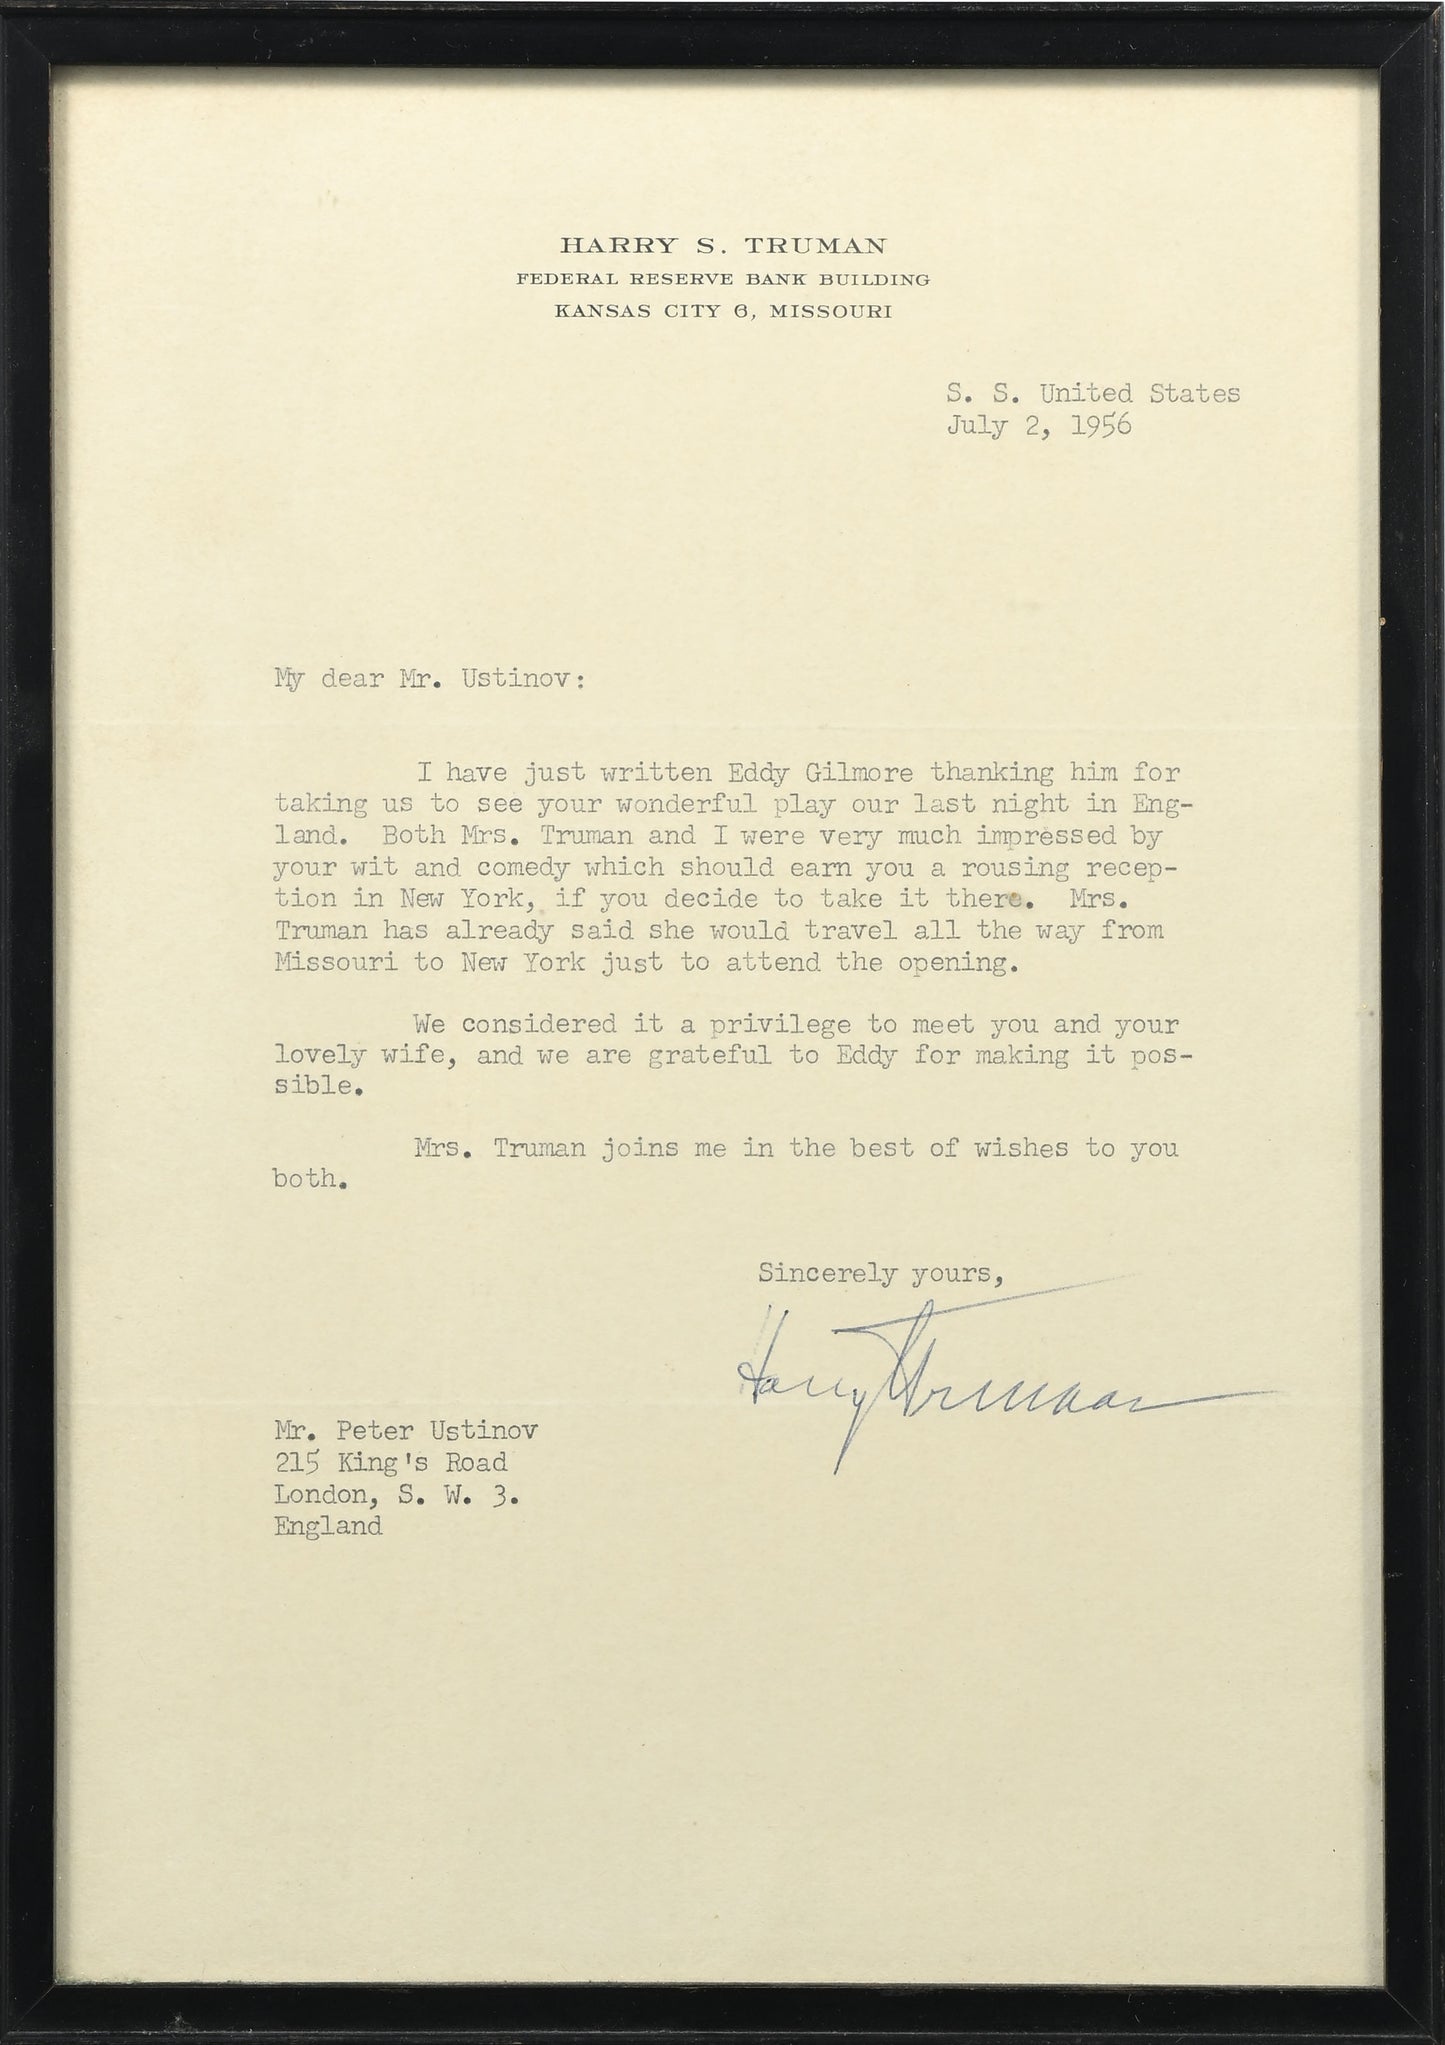 HARRY S. TRUMAN
FEDERAL RESERVE BANK BUILDING
KANSAS CITY 6, MISSOURI
S. S. United States
July 2, 1956
My dear Mr. Ustinov:
I have just written Eddy Gilmore thanking him for
taking us to see your wonderful play our last night in Eng-
land. Both Mrs. Truman and I were very much impressed by
your wit and comedy which should earn you a rousing recep-
tion in New York, if you decide to take it there. Mrs.
Truman has already said she would travel all the way from
Missouri to New York just to attend the opening.
We considered it a privilege to meet you and your
lovely wife, and we are grateful to Eddy for making it pos-
sible.
Mrs. Truman joins me in the best of wishes to you
both.
Sincerely yours,
Harry S Truman
Mr. Peter Ustinov
215 King's Road
London, S. W. 3.
England